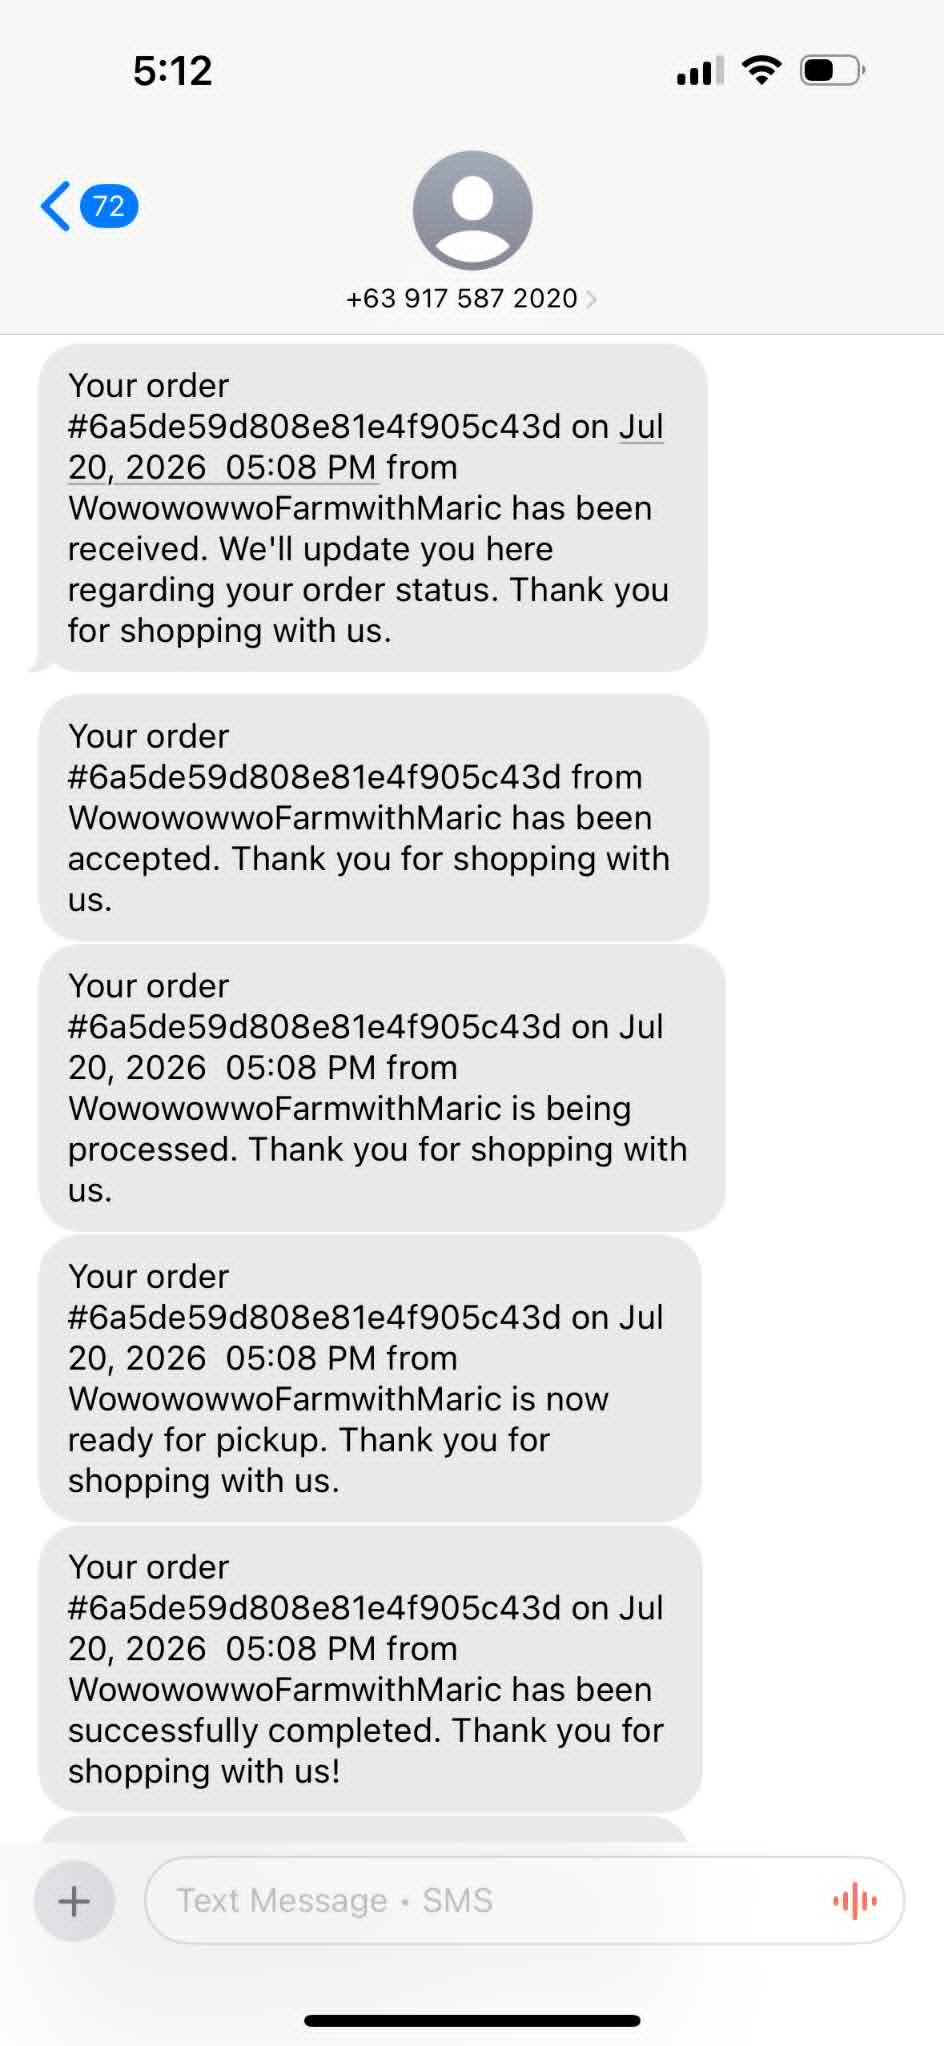 5:12
72
+63 917 587 2020
Your order
#6a5de59d808e81e4f905c43d on Jul
20, 2026  05:08 PM from
WowowowwoFarmwithMaric has been
received. We'll update you here
regarding your order status. Thank you
for shopping with us.
Your order
#6a5de59d808e81e4f905c43d from
WowowowwoFarmwithMaric has been
accepted. Thank you for shopping with
us.
Your order
#6a5de59d808e81e4f905c43d on Jul
20, 2026  05:08 PM from
WowowowwoFarmwithMaric is being
processed. Thank you for shopping with
us.
Your order
#6a5de59d808e81e4f905c43d on Jul
20, 2026  05:08 PM from
WowowowwoFarmwithMaric is now
ready for pickup. Thank you for
shopping with us.
Your order
#6a5de59d808e81e4f905c43d on Jul
20, 2026  05:08 PM from
WowowowwoFarmwithMaric has been
successfully completed. Thank you for
shopping with us!
Text Message • SMS